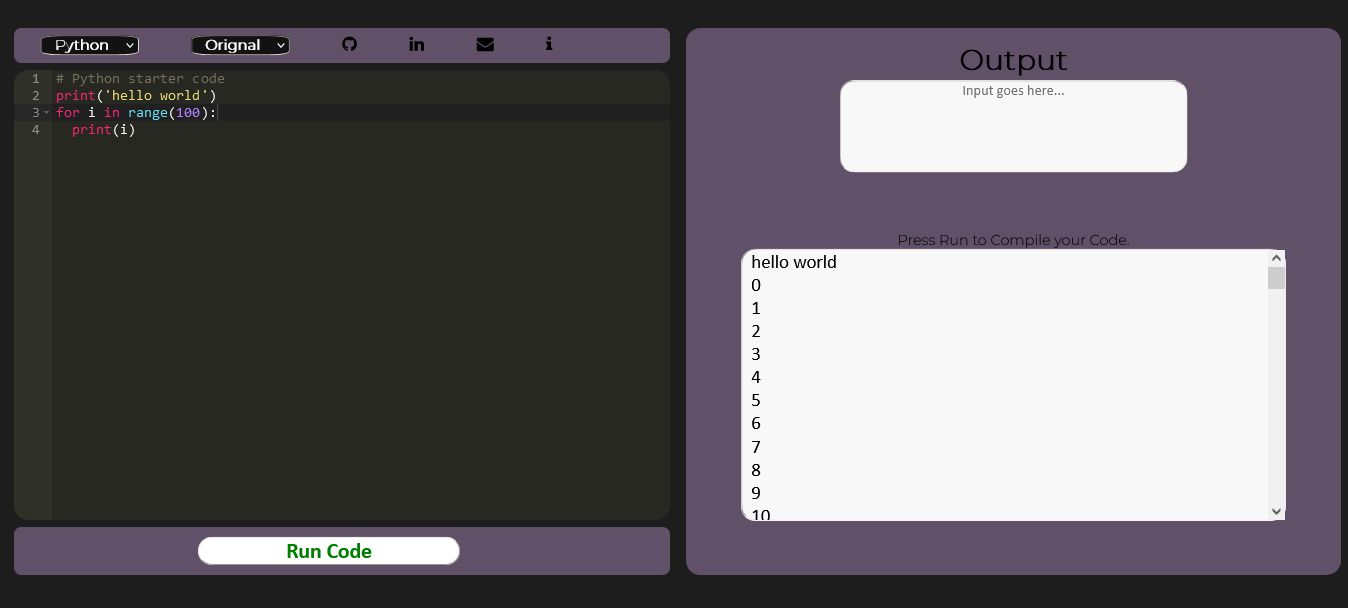 Python Orignal
1 # Python starter code
2 print('hello world')
3 for i in range(100):
4   print(i)
Run Code
Output
Input goes here...
Press Run to Compile your Code.
hello world
0
1
2
3
4
5
6
7
8
9
10